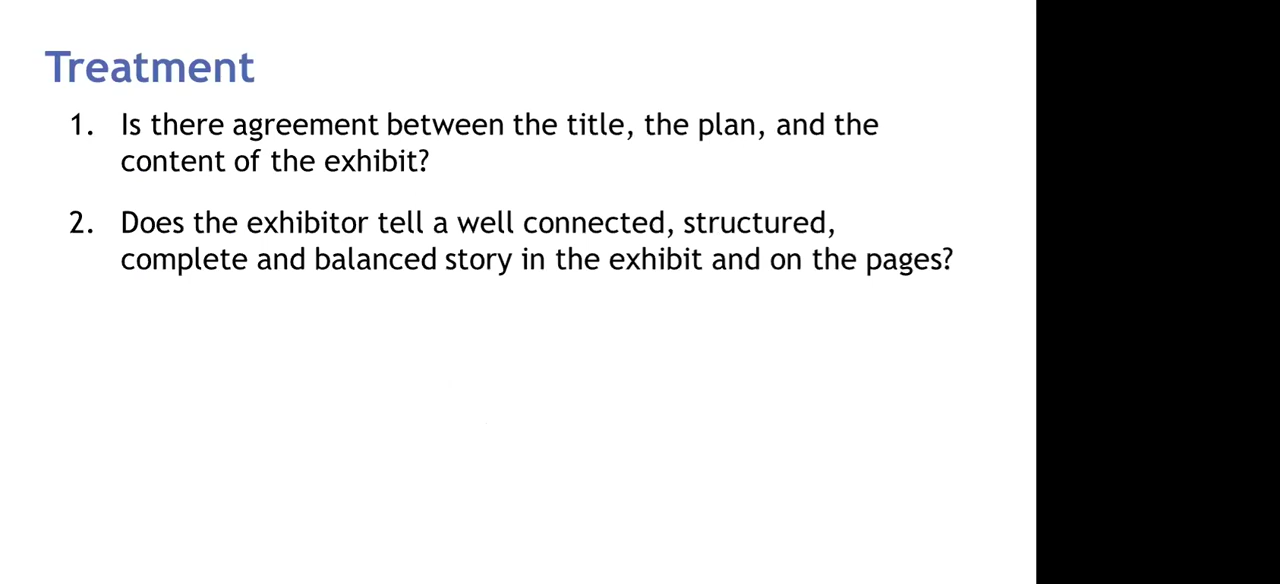 Treatment
1. Is there agreement between the title, the plan, and the
content of the exhibit?
2. Does the exhibitor tell a well connected, structured,
complete and balanced story in the exhibit and on the pages?